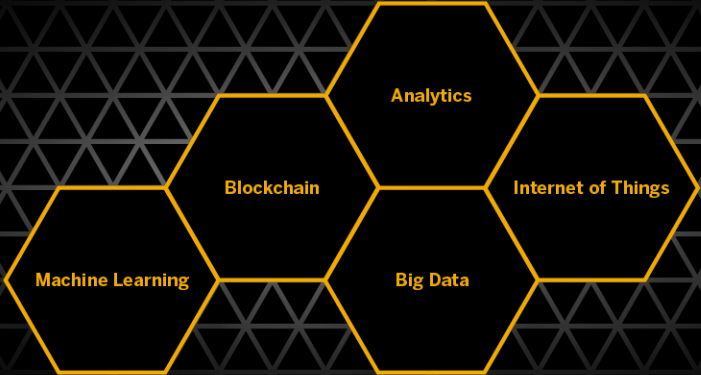 Analytics
Blockchain
Internet of Things
Machine Learning
Big Data